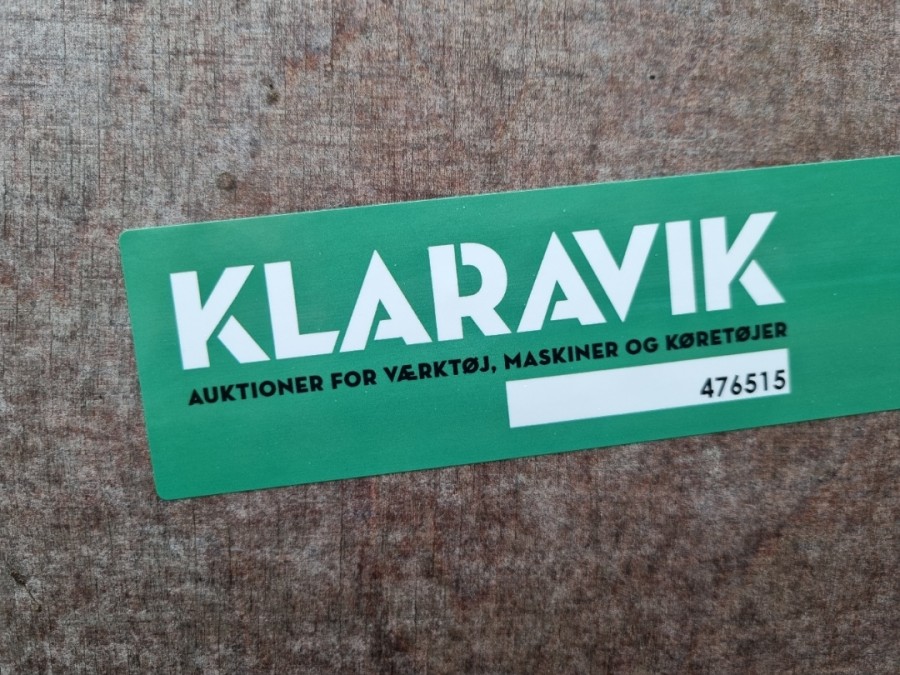 KLARAVIK
AUKTIONER FOR VÆRKTØJ, MASKINER OG KØRETØJER
476515